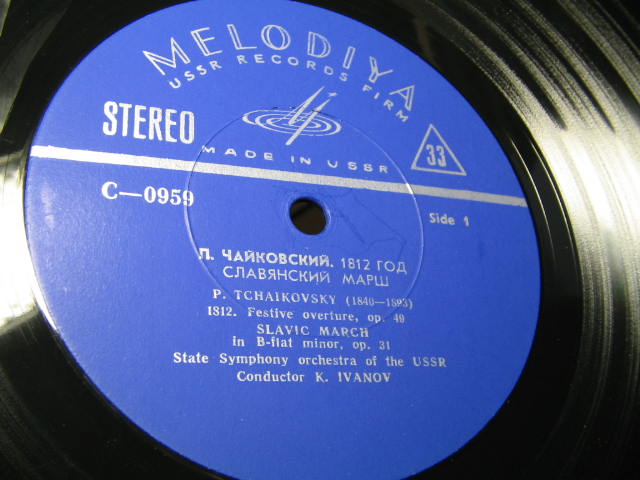 MELODIYA
USSR RECORDS FIRM
STEREO
33
MADE IN USSR
C—0959
Side 1
П. ЧАЙКОВСКИЙ. 1812 ГОД
СЛАВЯНСКИЙ МАРШ
P. TCHAIKOVSKY (1840—1893)
1812. Festive overture, op. 49
SLAVIC MARCH
in B-flat minor, op. 31
State Symphony orchestra of the USSR
Conductor K. IVANOV